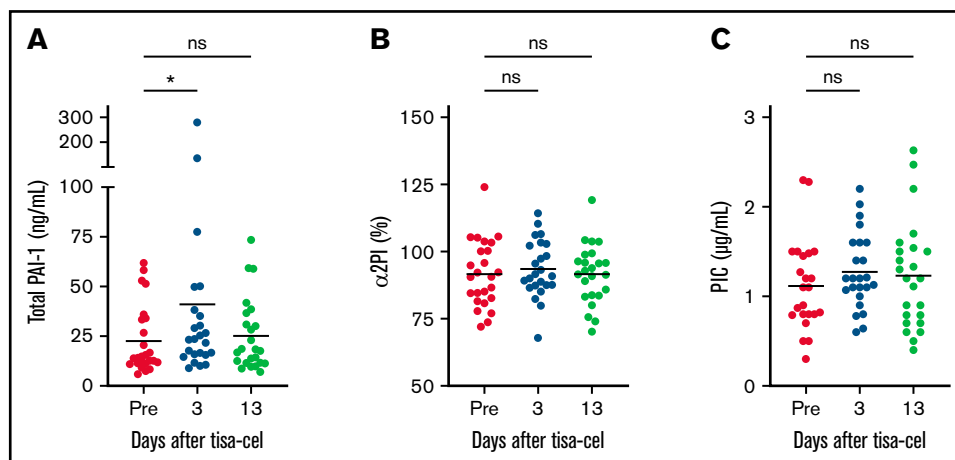 A
ns
*
Total PAI-1 (ng/mL)
300
200
100
75
50
25
0
Pre
3
13
Days after tisa-cel
B
ns
ns
α2PI (%)
150
125
100
75
50
Pre
3
13
Days after tisa-cel
C
ns
ns
PIC (µg/mL)
3
2
1
0
Pre
3
13
Days after tisa-cel